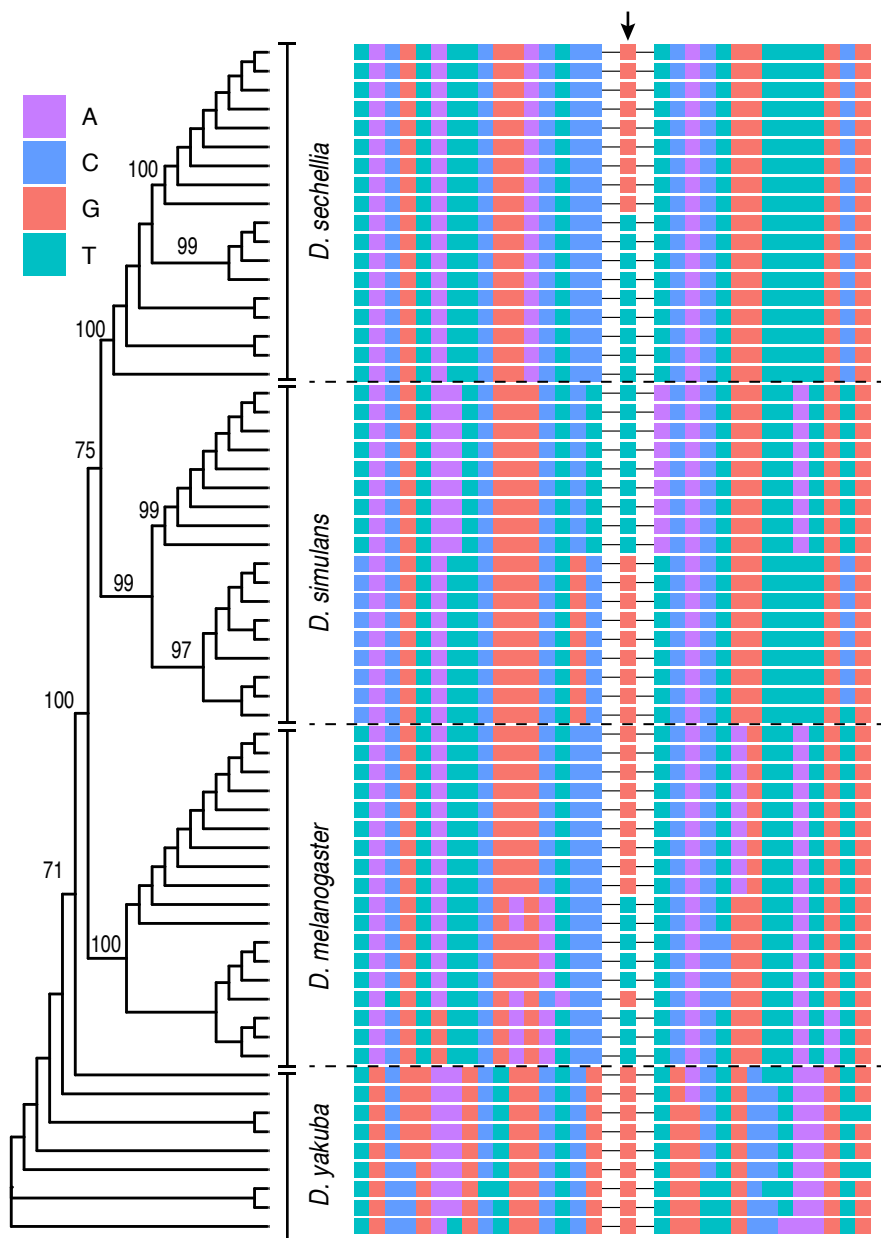 A
C
G
T
100
99
100
75
99
99
97
100
71
100
D. sechellia
D. simulans
D. melanogaster
D. yakuba